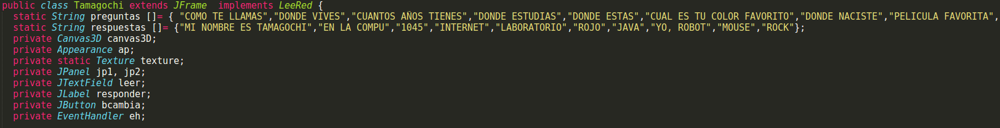 public class Tamagochi extends JFrame  implements LeeRed {
  static String preguntas []= { "COMO TE LLAMAS","DONDE VIVES","CUANTOS AÑOS TIENES","DONDE ESTUDIAS","DONDE ESTAS","CUAL ES TU COLOR FAVORITO","DONDE NACISTE","PELICULA FAVORITA",
  static String respuestas []= {"MI NOMBRE ES TAMAGOCHI","EN LA COMPU","1045","INTERNET","LABORATORIO","ROJO","JAVA","YO, ROBOT","MOUSE","ROCK"};
  private Canvas3D canvas3D;
  private Appearance ap;
  private static Texture texture;
  private JPanel jp1, jp2;
  private JTextField leer;
  private JLabel responder;
  private JButton bcambia;
  private EventHandler eh;